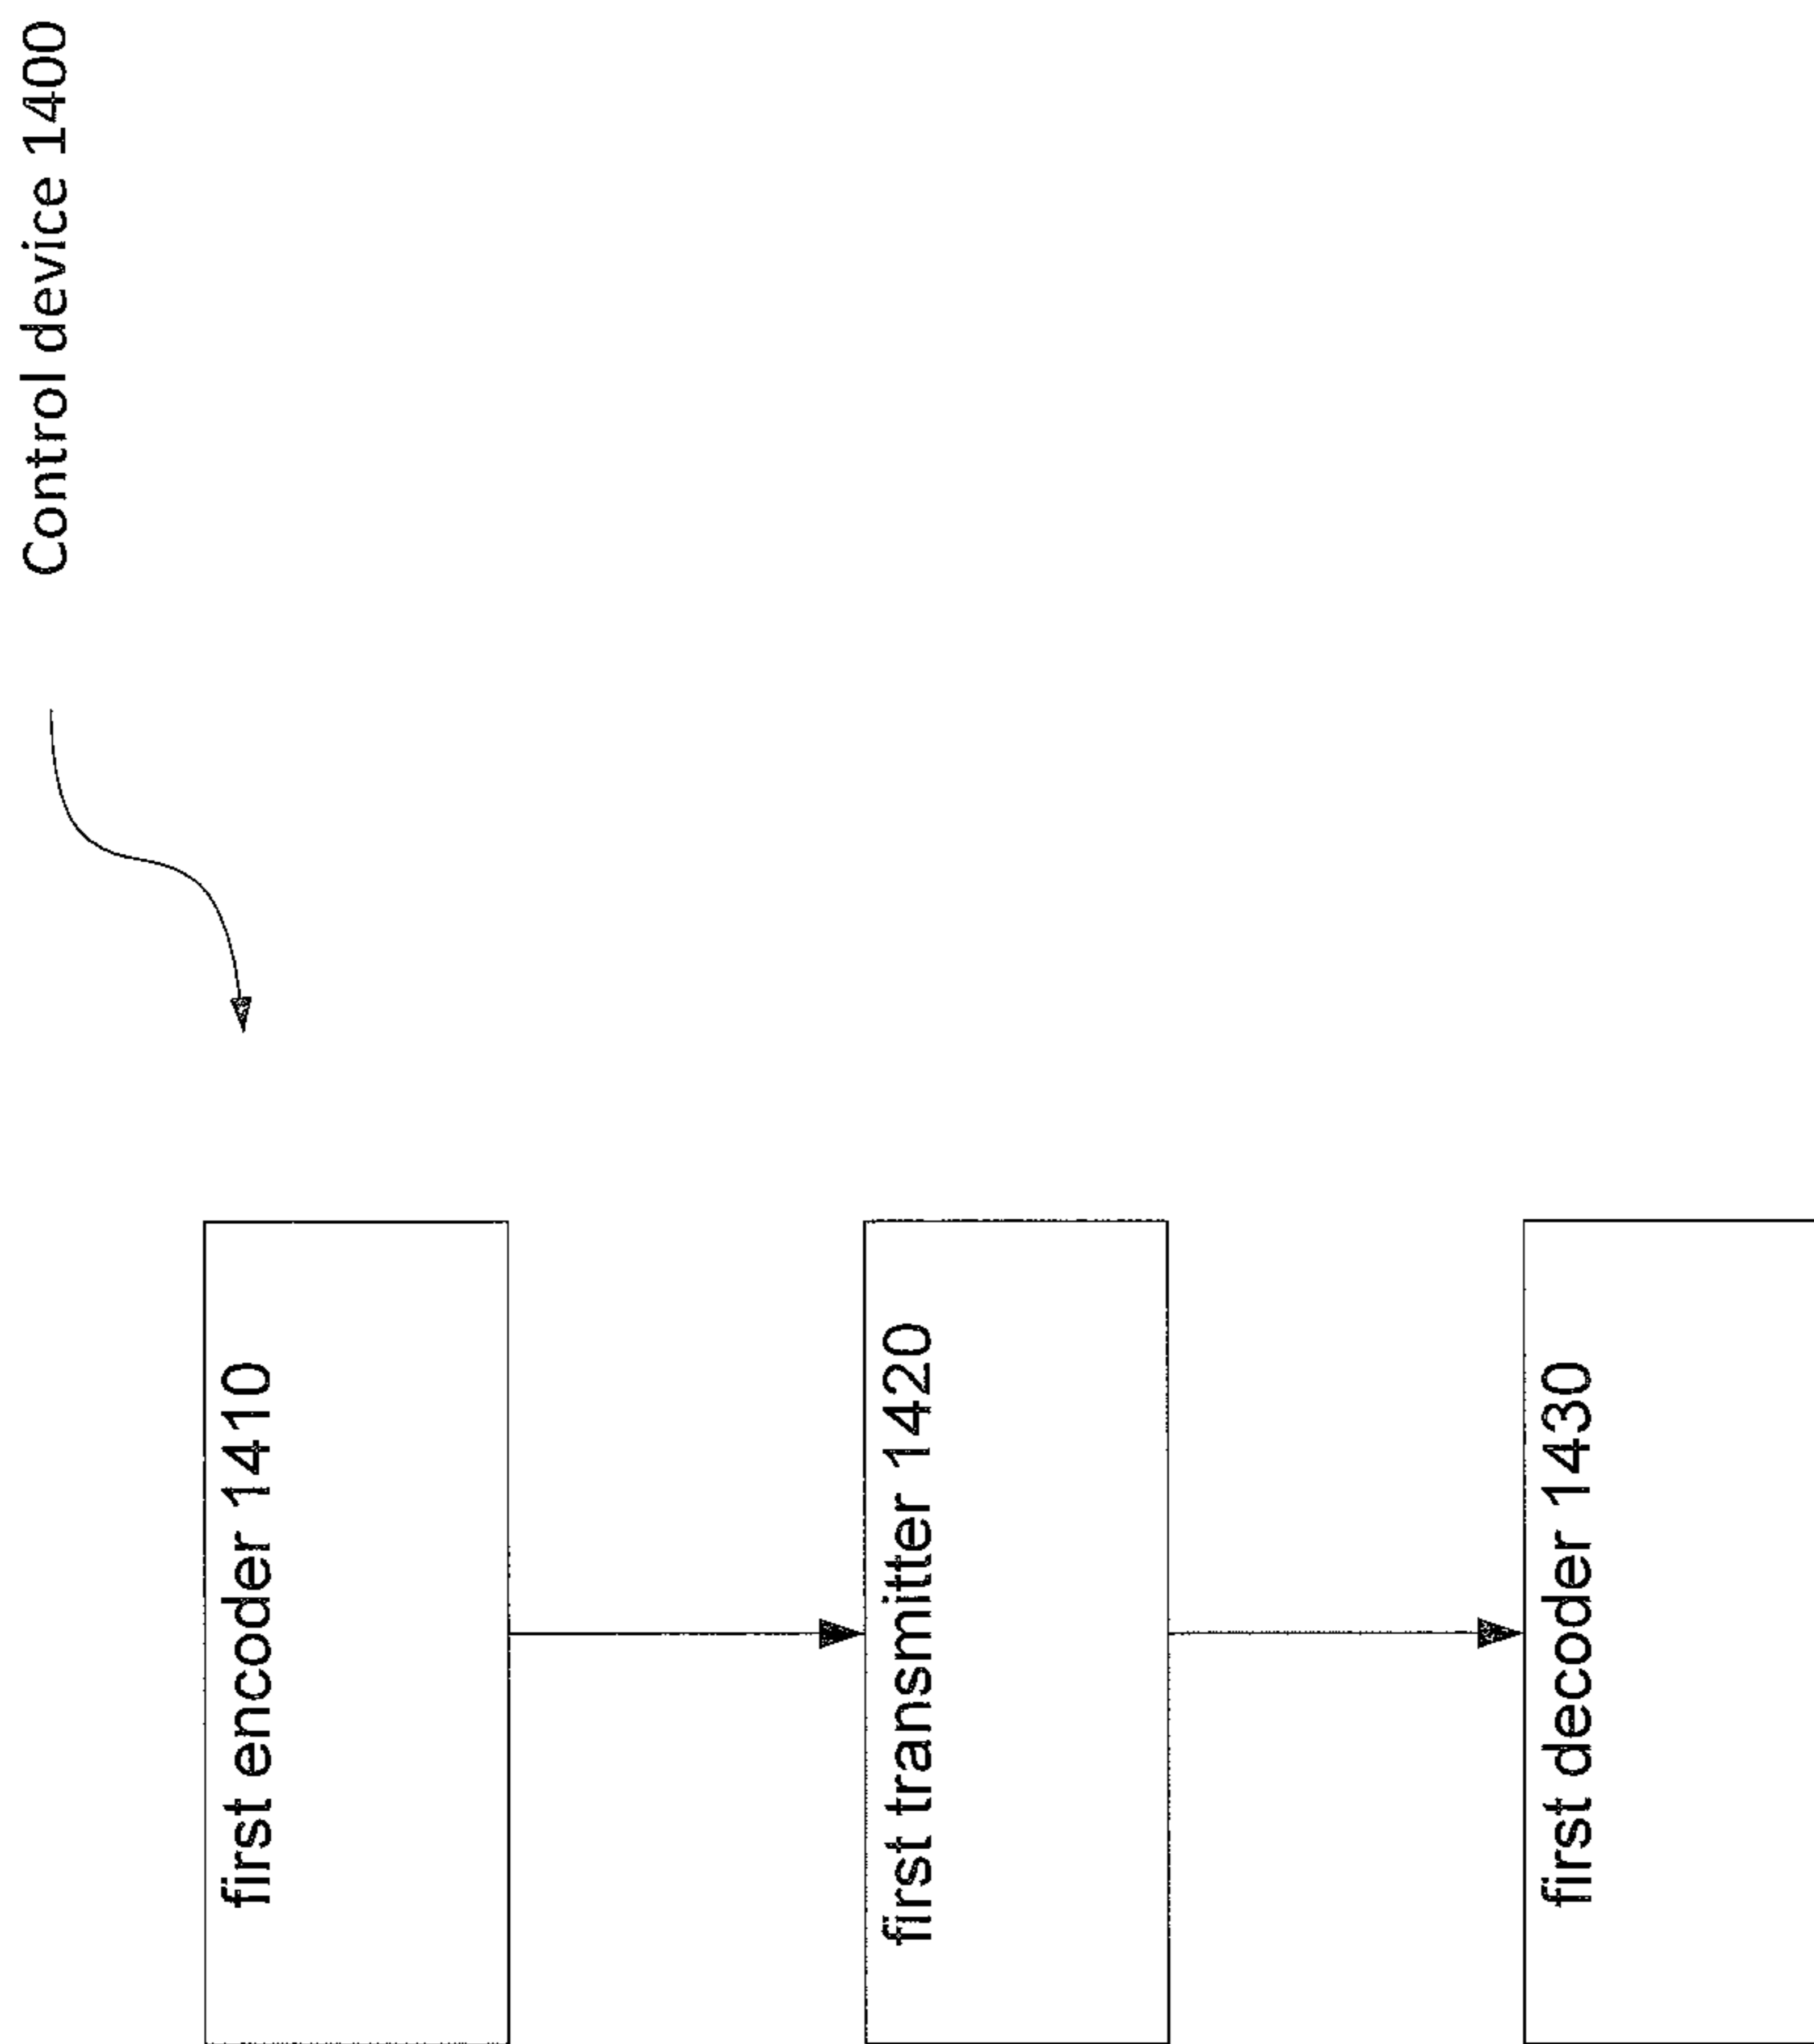 Control device 1400
first encoder 1410
first transmitter 1420
first decoder 1430